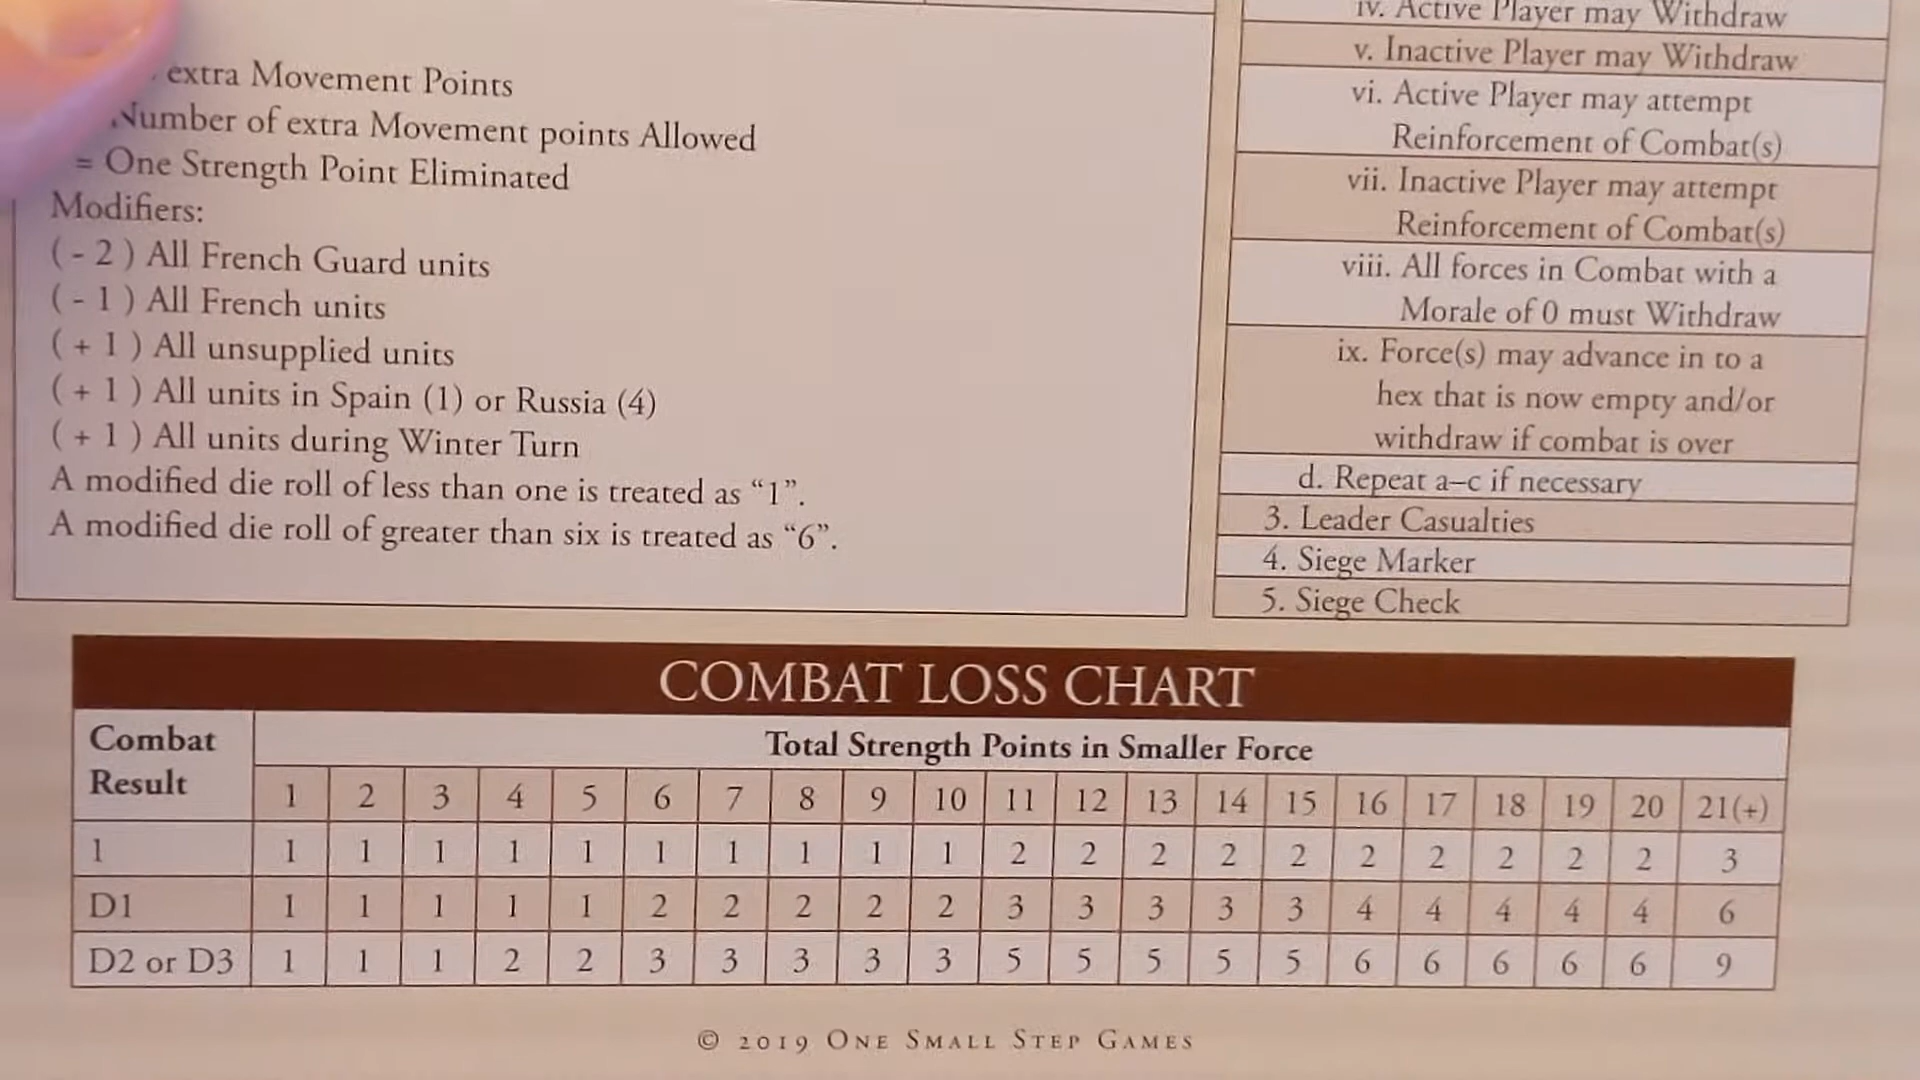 extra Movement Points
Number of extra Movement points Allowed
= One Strength Point Eliminated
Modifiers:
( - 2 ) All French Guard units
( - 1 ) All French units
( + 1 ) All unsupplied units
( + 1 ) All units in Spain (1) or Russia (4)
( + 1 ) All units during Winter Turn
A modified die roll of less than one is treated as “1”.
A modified die roll of greater than six is treated as “6”.
iv. Active Player may Withdraw
v. Inactive Player may Withdraw
vi. Active Player may attempt
Reinforcement of Combat(s)
vii. Inactive Player may attempt
Reinforcement of Combat(s)
viii. All forces in Combat with a
Morale of 0 must Withdraw
ix. Force(s) may advance in to a
hex that is now empty and/or
withdraw if combat is over
d. Repeat a–c if necessary
3. Leader Casualties
4. Siege Marker
5. Siege Check
COMBAT LOSS CHART
Combat
Result
Total Strength Points in Smaller Force
1 2 3 4 5 6 7 8 9 10 11 12 13 14 15 16 17 18 19 20 21(+)
1 1 1 1 1 1 1 1 1 1 1 2 2 2 2 2 2 2 2 2 2 3
D1 1 1 1 1 1 2 2 2 2 2 3 3 3 3 3 4 4 4 4 4 6
D2 or D3 1 1 1 2 2 3 3 3 3 3 5 5 5 5 5 6 6 6 6 6 9
© 2019 ONE SMALL STEP GAMES